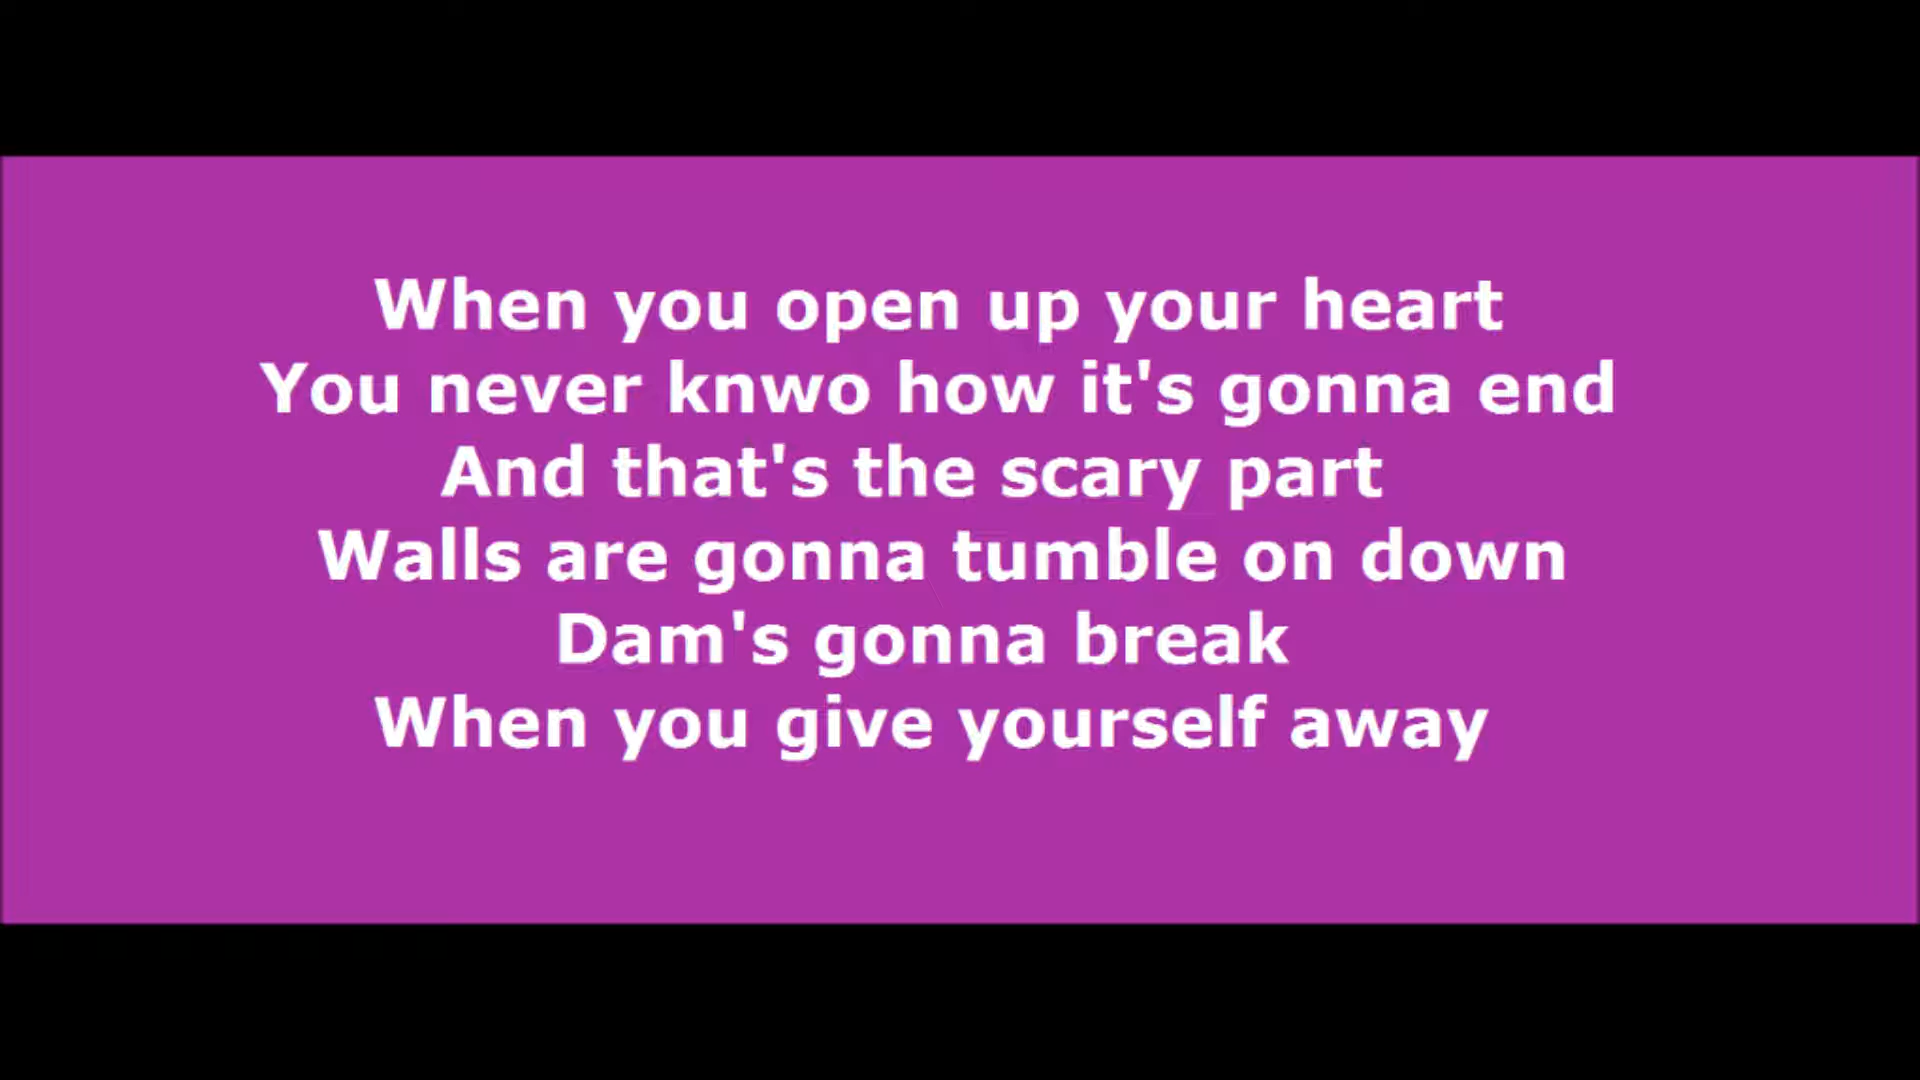 When you open up your heart
You never knwo how it's gonna end
And that's the scary part
Walls are gonna tumble on down
Dam's gonna break
When you give yourself away